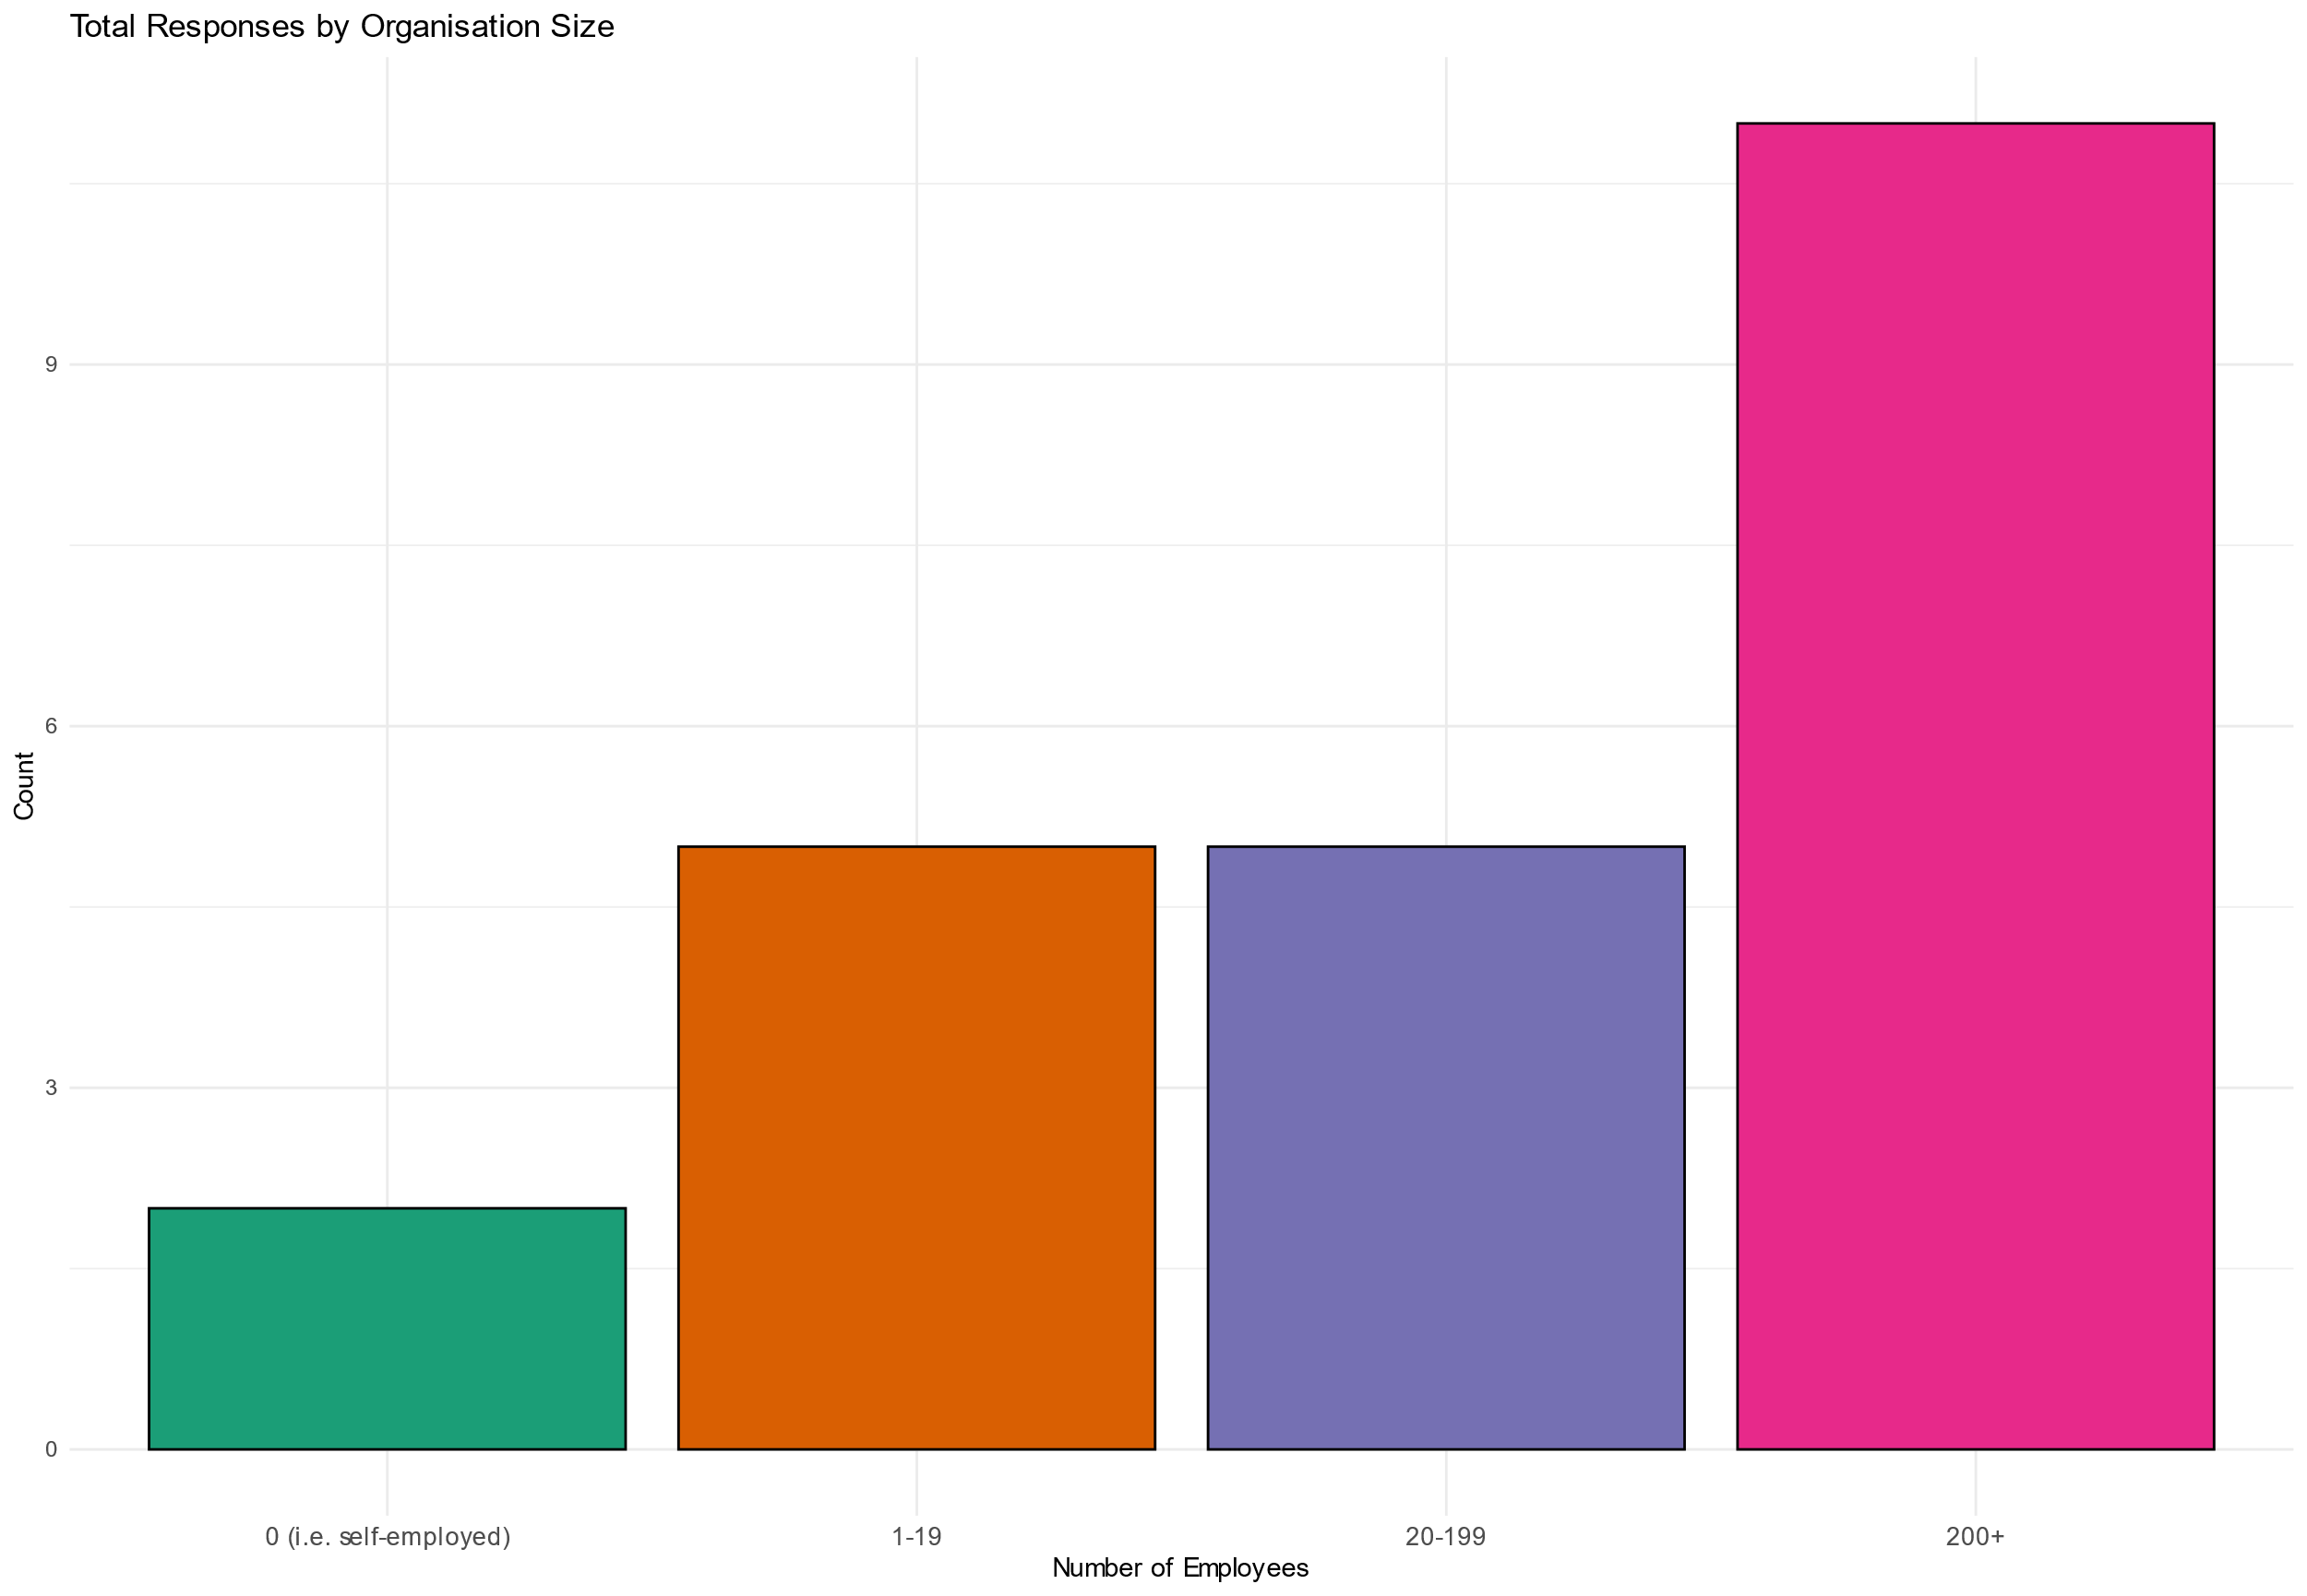 Total Responses by Organisation Size
9
6
3
0
Count
0 (i.e. self-employed)
1-19
20-199
200+
Number of Employees